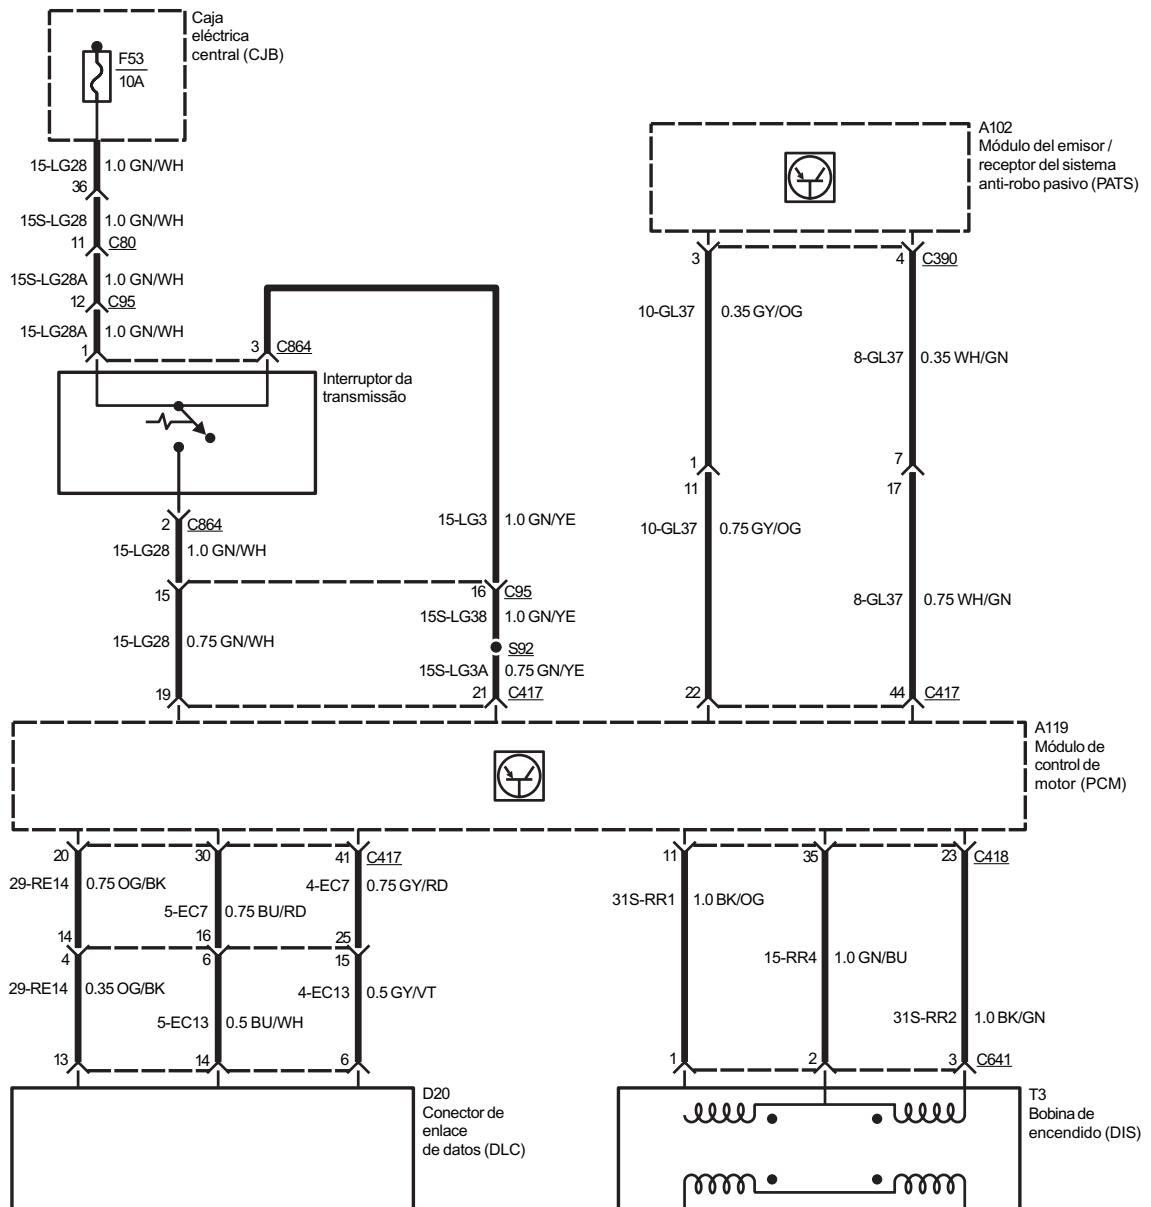 Caja
eléctrica
central (CJB)
F53
10A
15-LG28 1.0 GN/WH
36
15S-LG28 1.0 GN/WH
11 C80
15S-LG28A 1.0 GN/WH
12 C95
15-LG28A 1.0 GN/WH
1
3 C864
Interruptor da
transmissão
2 C864
15-LG28 1.0 GN/WH
15
15-LG28 0.75 GN/WH
19
15-LG3 1.0 GN/YE
16 C95
15S-LG38 1.0 GN/YE
S92
15S-LG3A 0.75 GN/YE
21 C417
A102
Módulo del emisor /
receptor del sistema
anti-robo pasivo (PATS)
3
4 C390
10-GL37 0.35 GY/OG
8-GL37 0.35 WH/GN
1
7
11
17
10-GL37 0.75 GY/OG
8-GL37 0.75 WH/GN
22
44 C417
A119
Módulo de
control de
motor (PCM)
20
30
41 C417
29-RE14 0.75 OG/BK
4-EC7 0.75 GY/RD
5-EC7 0.75 BU/RD
14
16
25
4
6
15
29-RE14 0.35 OG/BK
4-EC13 0.5 GY/VT
5-EC13 0.5 BU/WH
13
14
6
D20
Conector de
enlace
de datos (DLC)
11
35
23 C418
31S-RR1 1.0 BK/OG
15-RR4 1.0 GN/BU
31S-RR2 1.0 BK/GN
1
2
3 C641
T3
Bobina de
encendido (DIS)